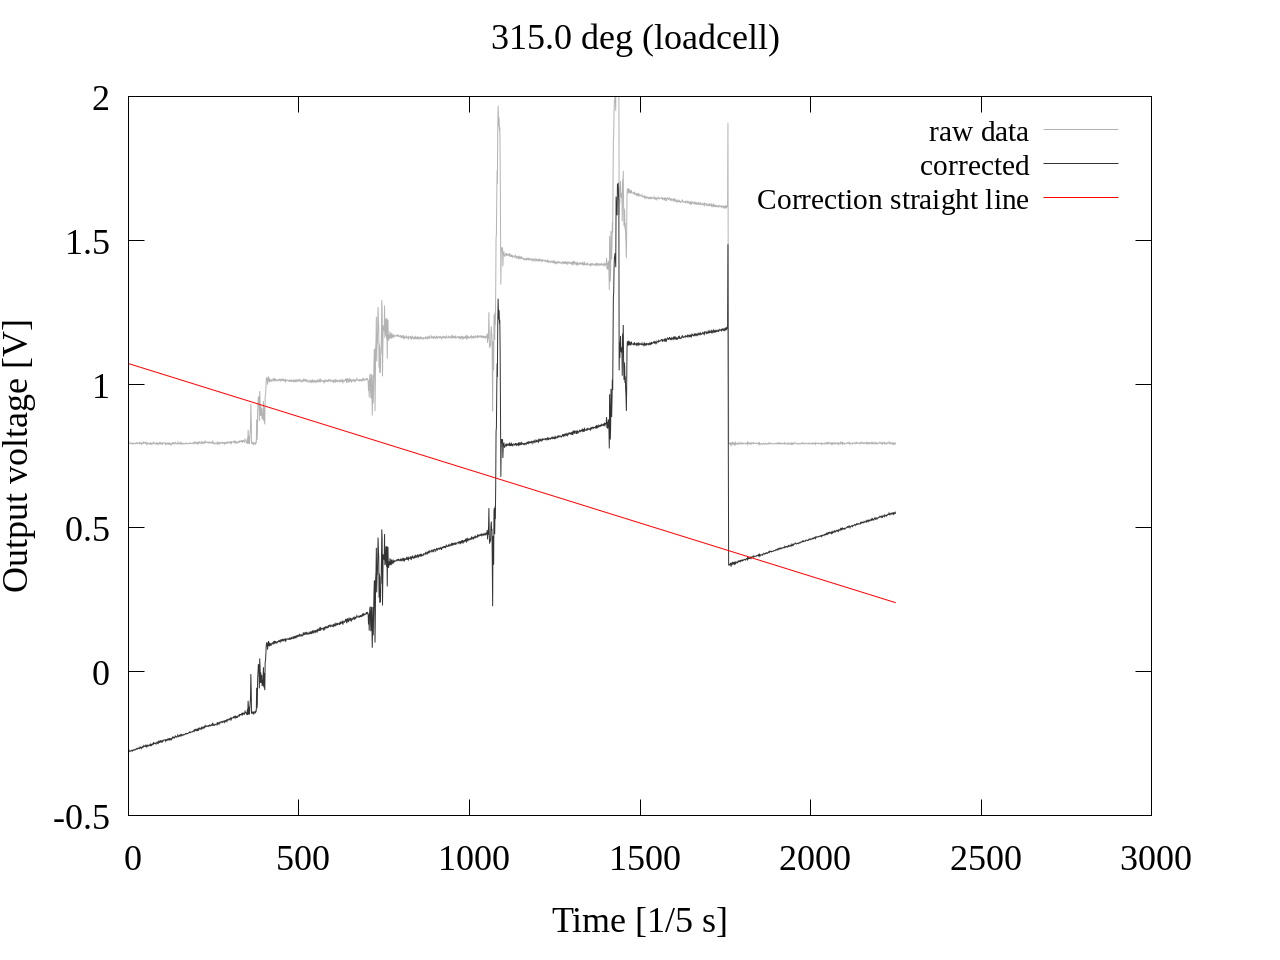 315.0 deg (loadcell)
raw data
corrected
Correction straight line
Output voltage [V]
2
1.5
1
0.5
0
-0.5
0 500 1000 1500 2000 2500 3000
Time [1/5 s]